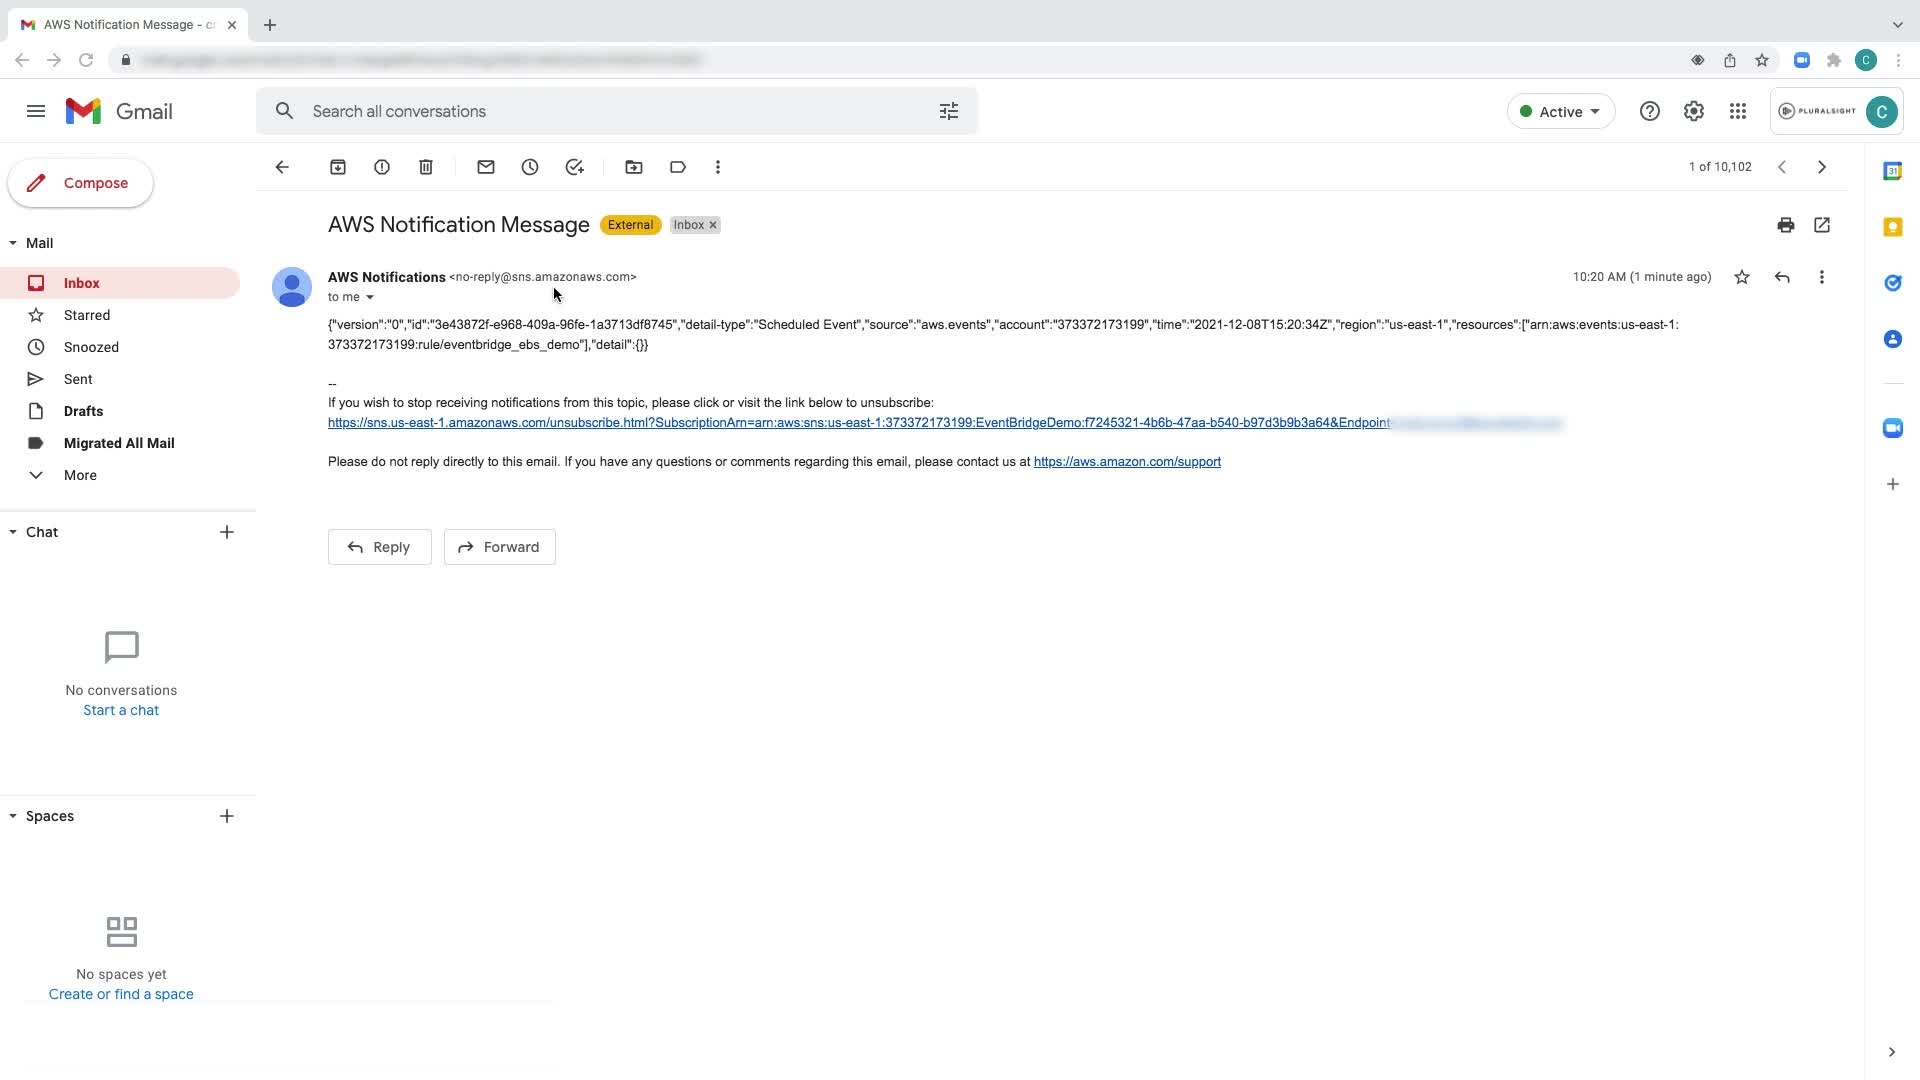 AWS Notification Message - c
Gmail
Search all conversations
Active
PLURALSIGHT
C
C
Compose
1 of 10,102
31
Mail
Inbox
Starred
Snoozed
Sent
Drafts
Migrated All Mail
More
AWS Notification Message External Inbox ×
AWS Notifications <no-reply@sns.amazonaws.com>
10:20 AM (1 minute ago)
to me
{"version":"0","id":"3e43872f-e968-409a-96fe-1a3713df8745","detail-type":"Scheduled Event","source":"aws.events","account":"373372173199","time":"2021-12-08T15:20:34Z","region":"us-east-1","resources":["arn:aws:events:us-east-1:
373372173199:rule/eventbridge_ebs_demo"],"detail":{}}
--
If you wish to stop receiving notifications from this topic, please click or visit the link below to unsubscribe:
https://sns.us-east-1.amazonaws.com/unsubscribe.html?SubscriptionArn=arn:aws:sns:us-east-1:373372173199:EventBridgeDemo:f7245321-4b6b-47aa-b540-b97d3b9b3a64&Endpoint
Please do not reply directly to this email. If you have any questions or comments regarding this email, please contact us at https://aws.amazon.com/support
Reply
Forward
Chat
No conversations
Start a chat
Spaces
No spaces yet
Create or find a space